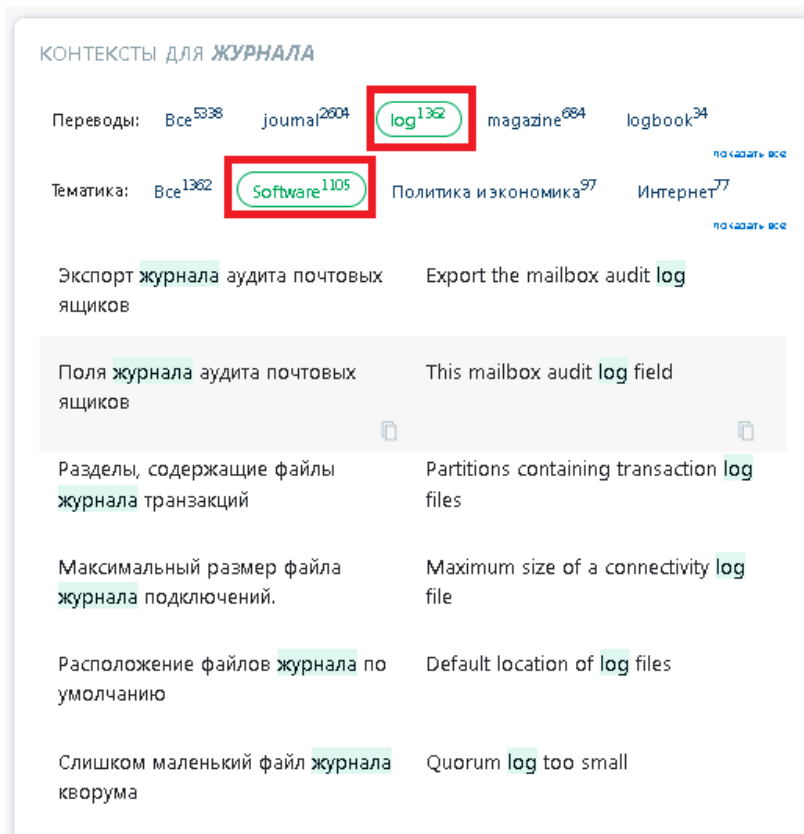 КОНТЕКСТЫ ДЛЯ ЖУРНАЛА
Переводы: Все5338 journal2604 log1362 magazine684 logbook34
показать все
Тематика: Все1362 Software1105 Политика и экономика97 Интернет77
показать все
Экспорт журнала аудита почтовых Export the mailbox audit log
ящиков
Поля журнала аудита почтовых This mailbox audit log field
ящиков
Разделы, содержащие файлы Partitions containing transaction log
журнала транзакций files
Максимальный размер файла Maximum size of a connectivity log
журнала подключений. file
Расположение файлов журнала по Default location of log files
умолчанию
Слишком маленький файл журнала Quorum log too small
кворума